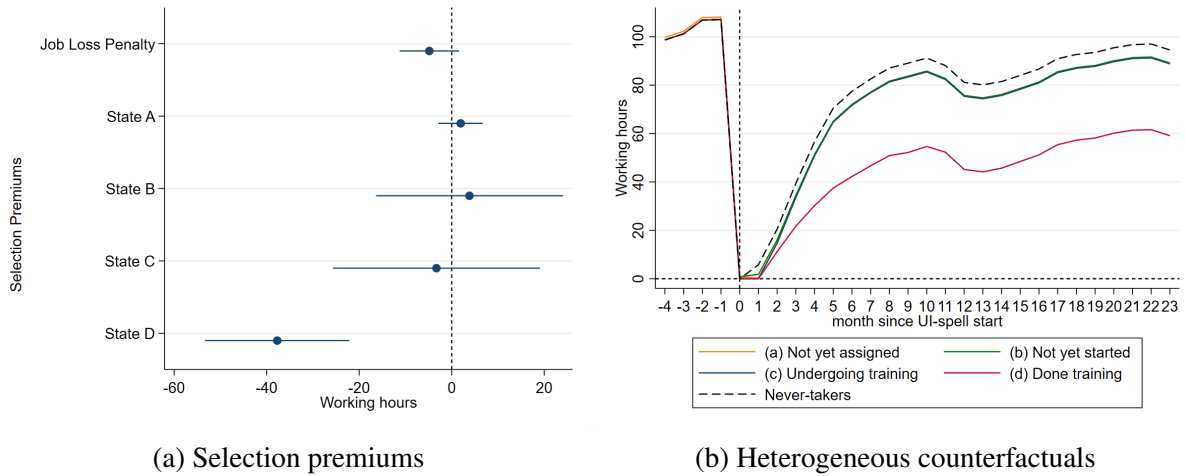 Selection Premiums
Job Loss Penalty
State A
State B
State C
State D
-60 -40 -20 0 20
Working hours
(a) Selection premiums
Working hours
100
80
60
40
20
0
-4 -3 -2 -1 0 1 2 3 4 5 6 7 8 9 10 11 12 13 14 15 16 17 18 19 20 21 22 23
month since UI-spell start
(a) Not yet assigned (b) Not yet started
(c) Undergoing training (d) Done training
Never-takers
(b) Heterogeneous counterfactuals